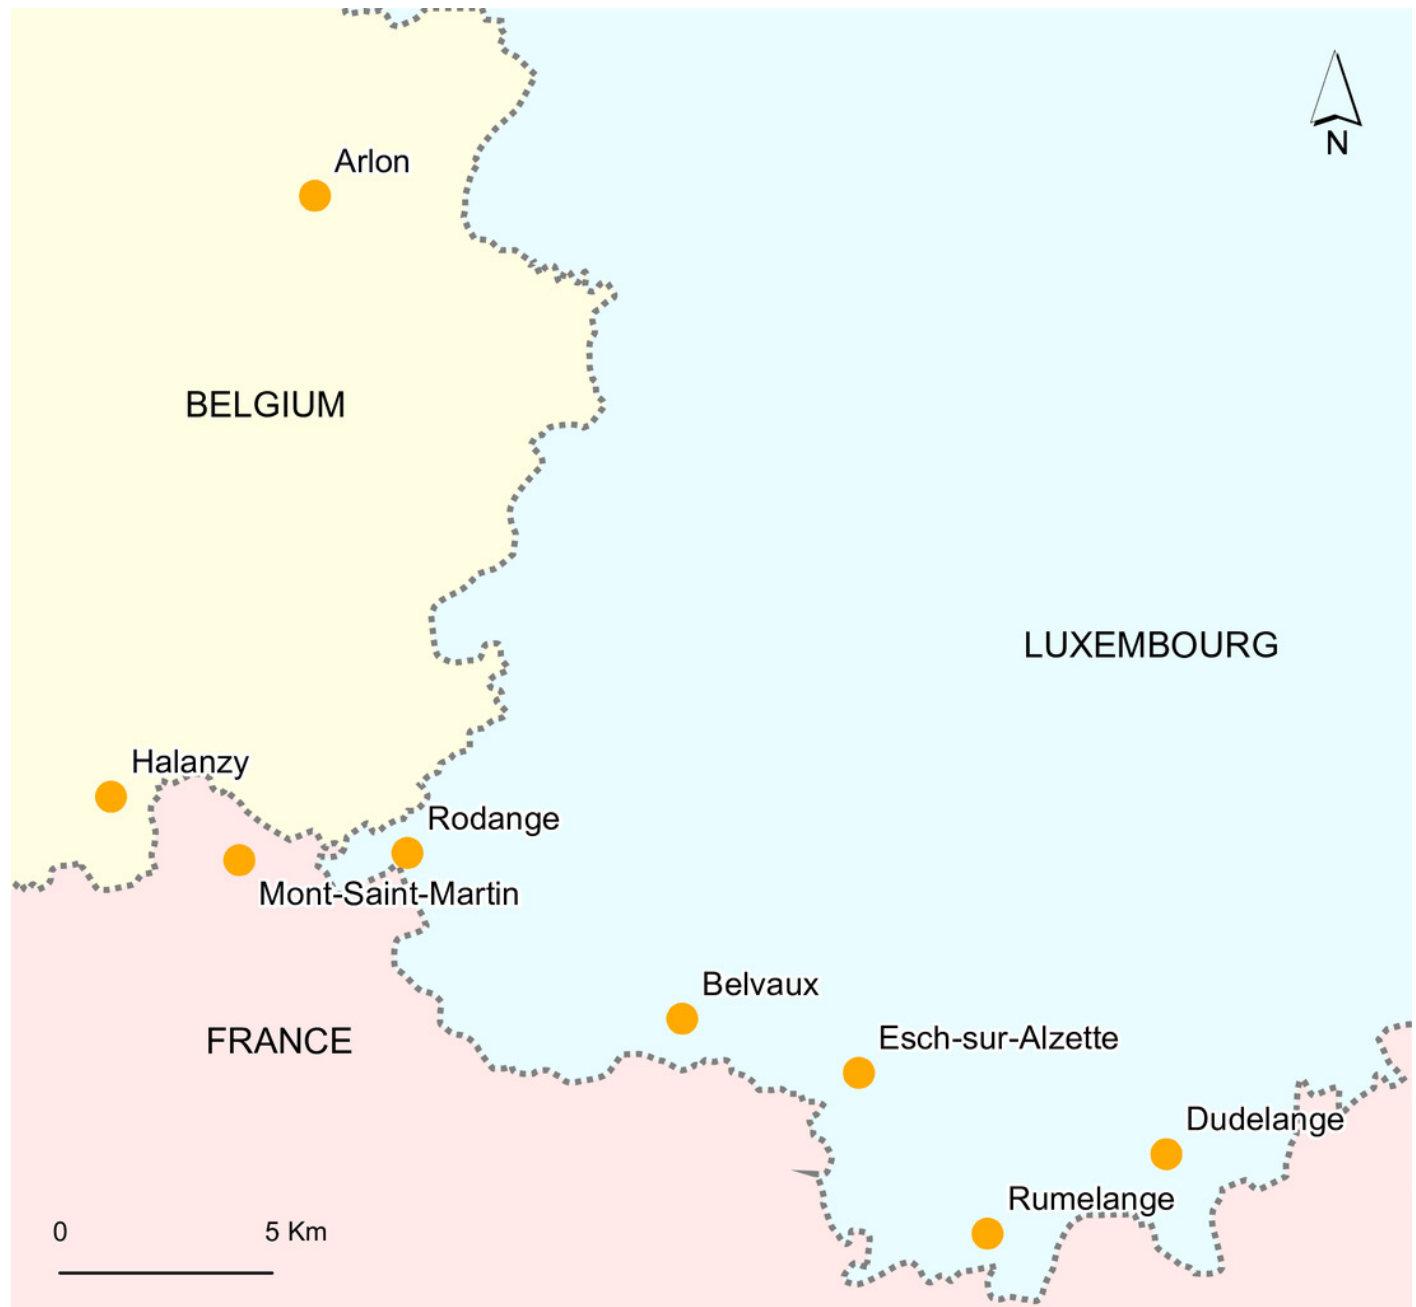 N
Arlon
BELGIUM
LUXEMBOURG
Halanzy
Rodange
Mont-Saint-Martin
Belvaux
FRANCE
Esch-sur-Alzette
Dudelange
Rumelange
0 5 Km